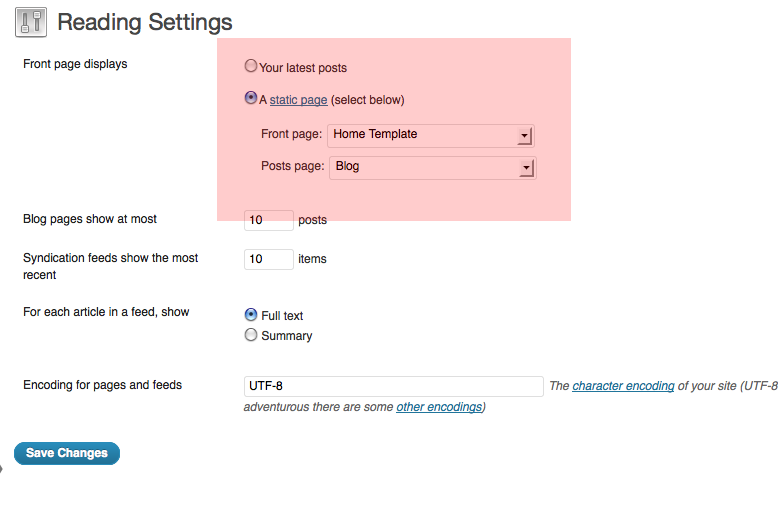 Reading Settings
Front page displays
Your latest posts
A static page (select below)
Front page: Home Template
Posts page: Blog
Blog pages show at most 10 posts
Syndication feeds show the most recent 10 items
For each article in a feed, show
Full text
Summary
Encoding for pages and feeds UTF-8 The character encoding of your site (UTF-8
adventurous there are some other encodings)
Save Changes